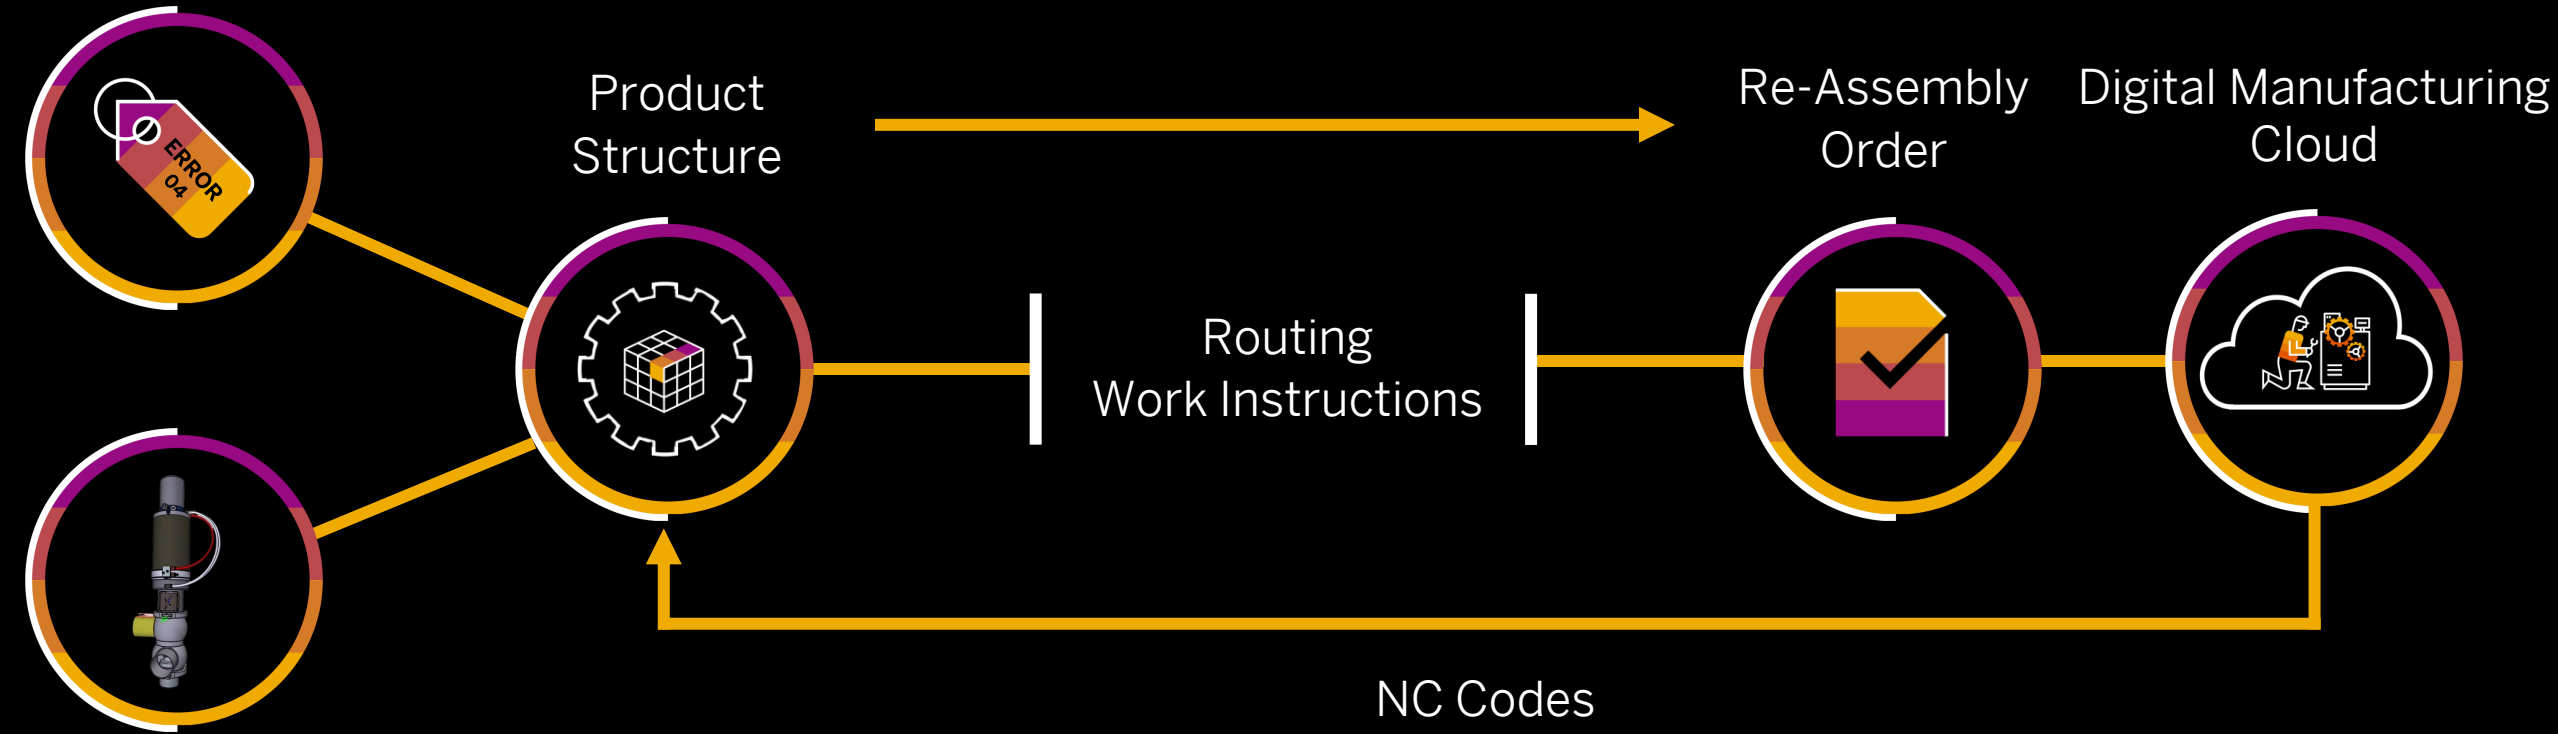 ERROR
04
Product
Structure
Re-Assembly
Order
Digital Manufacturing
Cloud
Routing
Work Instructions
NC Codes